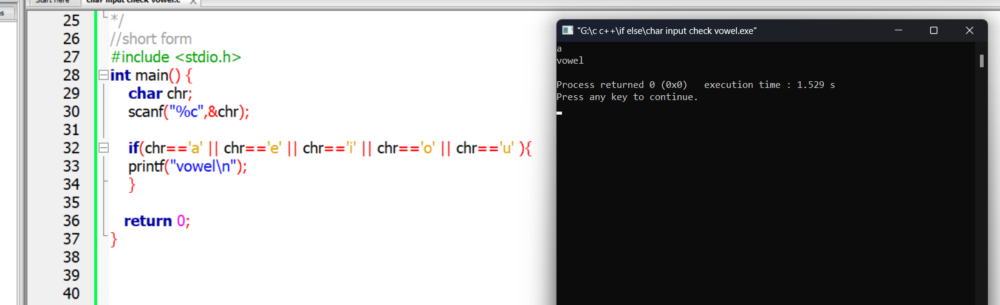 Start here
char input check vowel.c
es
25 */
26 //short form
27 #include <stdio.h>
28 int main() {
29 char chr;
30 scanf("%c",&chr);
31
32 if(chr=='a' || chr=='e' || chr=='i' || chr=='o' || chr=='u' ){
33 printf("vowel\n");
34 }
35
36 return 0;
37 }
38
39
40
"G:\c c++\if else\char input check vowel.exe"
a
vowel
Process returned 0 (0x0)   execution time : 1.529 s
Press any key to continue.